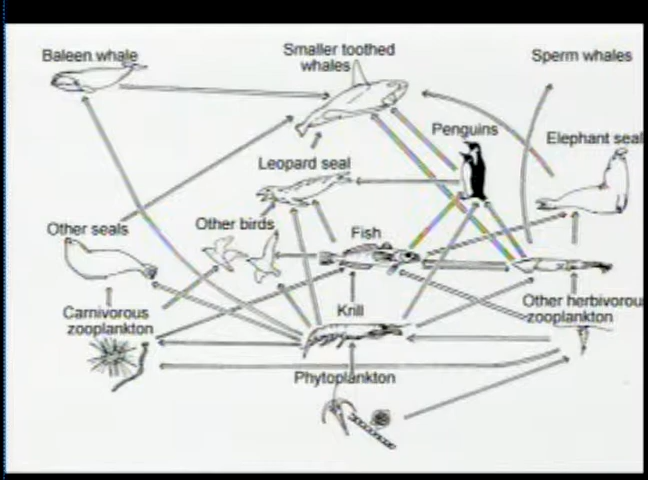 Baleen whale
Smaller toothed
whales
Sperm whales
Penguins
Elephant seal
Leopard seal
Other seals
Other birds
Fish
Carnivorous
zooplankton
Krill
Other herbivorou
zooplankton
Phytoplankton